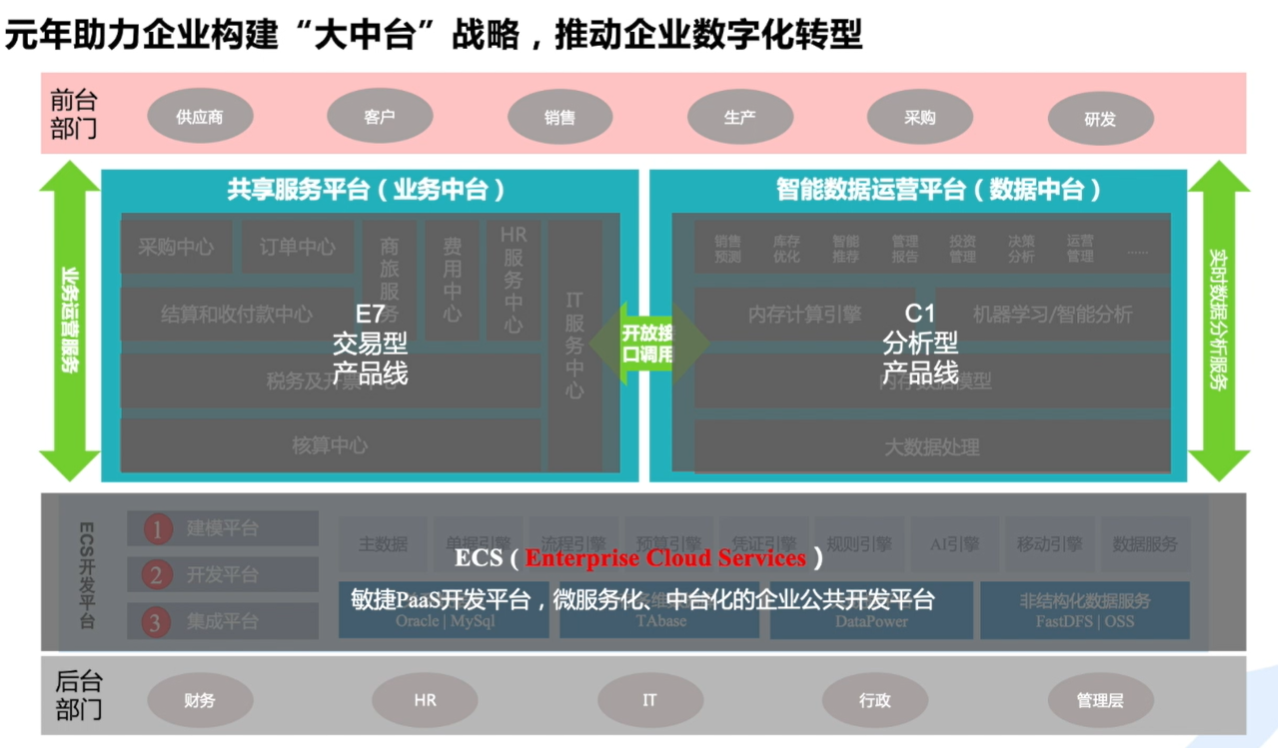 元年助力企业构建“大中台”战略，推动企业数字化转型
前台
部门
供应商
客户
销售
生产
采购
研发
业务运营服务
共享服务平台（业务中台）
采购中心
订单中心
商旅服务
费用中心
HR服务中心
IT服务中心
结算和收付款中心
核算中心
E7
交易型
产品线
开放接
口调用
智能数据运营平台（数据中台）
销售
预测
库存
优化
智能
推荐
管理
报告
投资
管理
决策
分析
运营
管理
……
内存计算引擎
机器学习/智能分析
大数据处理
C1
分析型
产品线
实时数据分析服务
ECS开发平台
1 建模平台
2 开发平台
3 集成平台
主数据
单据引擎
流程引擎
预算引擎
凭证引擎
规则引擎
AI引擎
移动引擎
数据服务
ECS（Enterprise Cloud Services）
敏捷PaaS开发平台，微服务化、中台化的企业公共开发平台
Oracle | MySql
TAbase
DataPower
非结构化数据服务
FastDFS | OSS
后台
部门
财务
HR
IT
行政
管理层